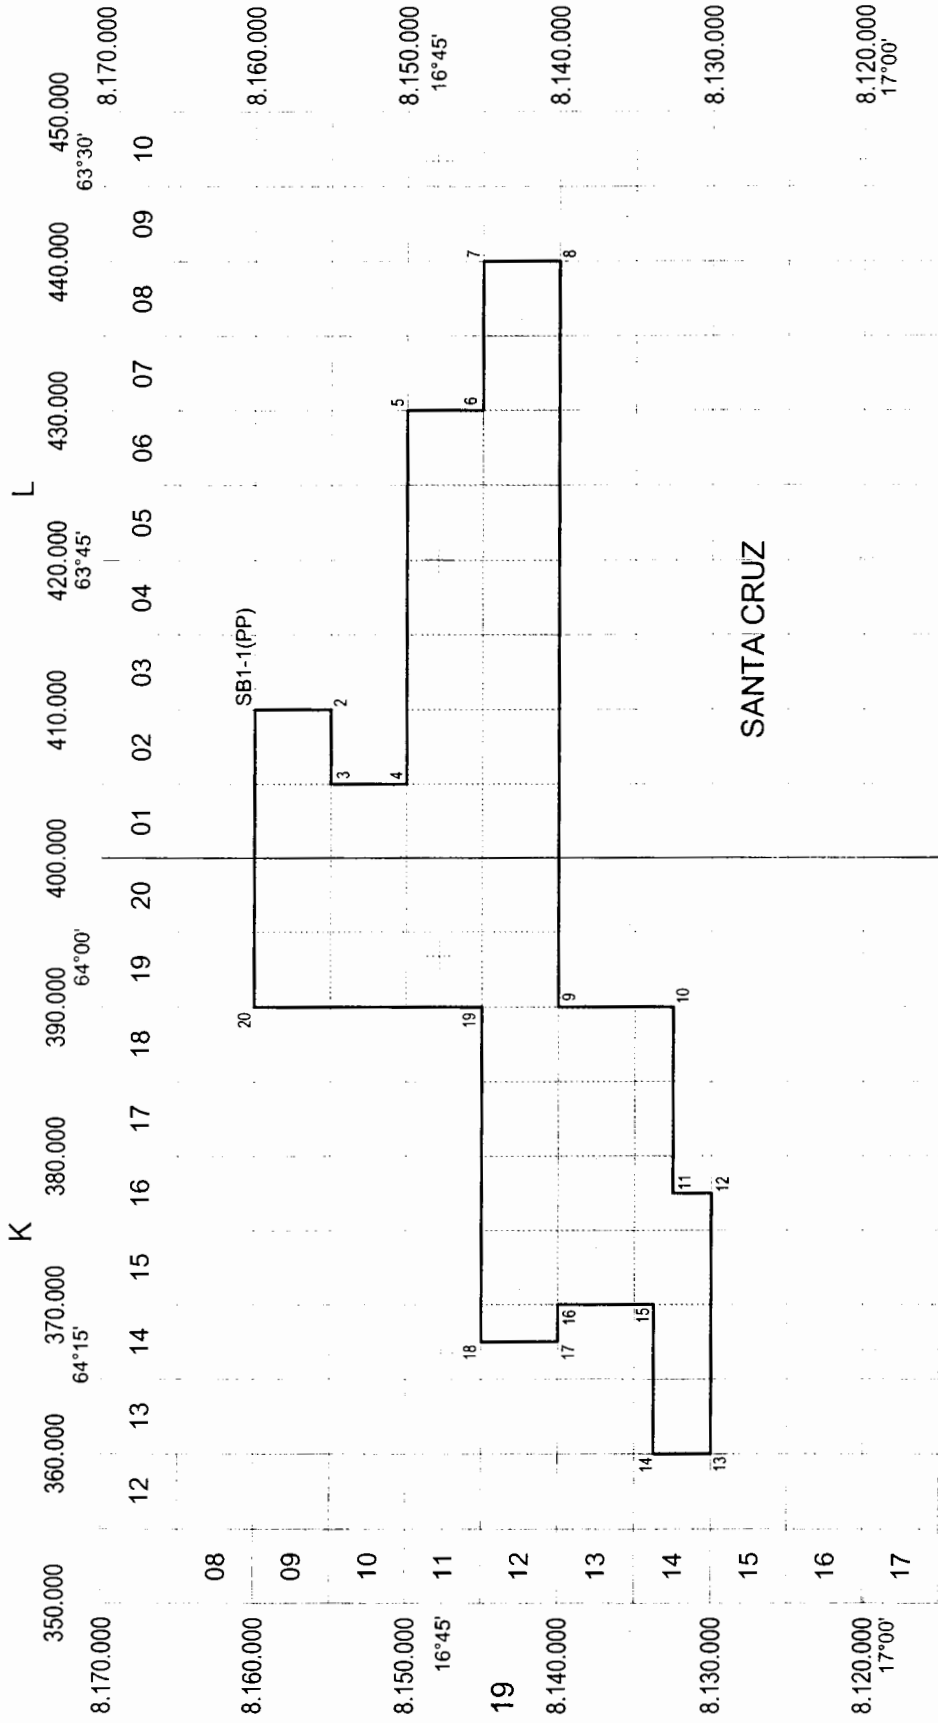 K L
350.000 360.000 370.000 380.000 390.000 400.000 410.000 420.000 430.000 440.000 450.000
64°15' 64°00' 63°45' 63°30'
8.170.000 8.170.000
12 13 14 15 16 17 18 19 20 01 02 03 04 05 06 07 08 09 10
08
8.160.000 20 SB1-1(PP) 8.160.000
09
3 2
10
8.150.000 4 5 8.150.000
16°45' 16°45'
11
18 19 6 7
19 12
8.140.000 17 16 9 8 8.140.000
13
14 15 10
14 11
8.130.000 13 12 8.130.000
15
SANTA CRUZ
16
8.120.000 8.120.000
17°00' 17°00'
17